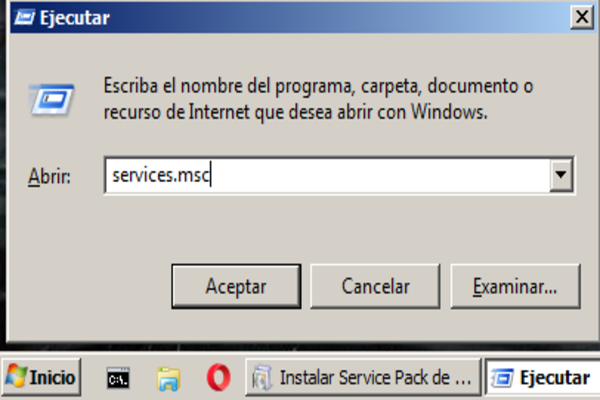 Ejecutar
Escriba el nombre del programa, carpeta, documento o
recurso de Internet que desea abrir con Windows.
Abrir: services.msc
Aceptar Cancelar Examinar...
Inicio C:\. Instalar Service Pack de ... Ejecutar